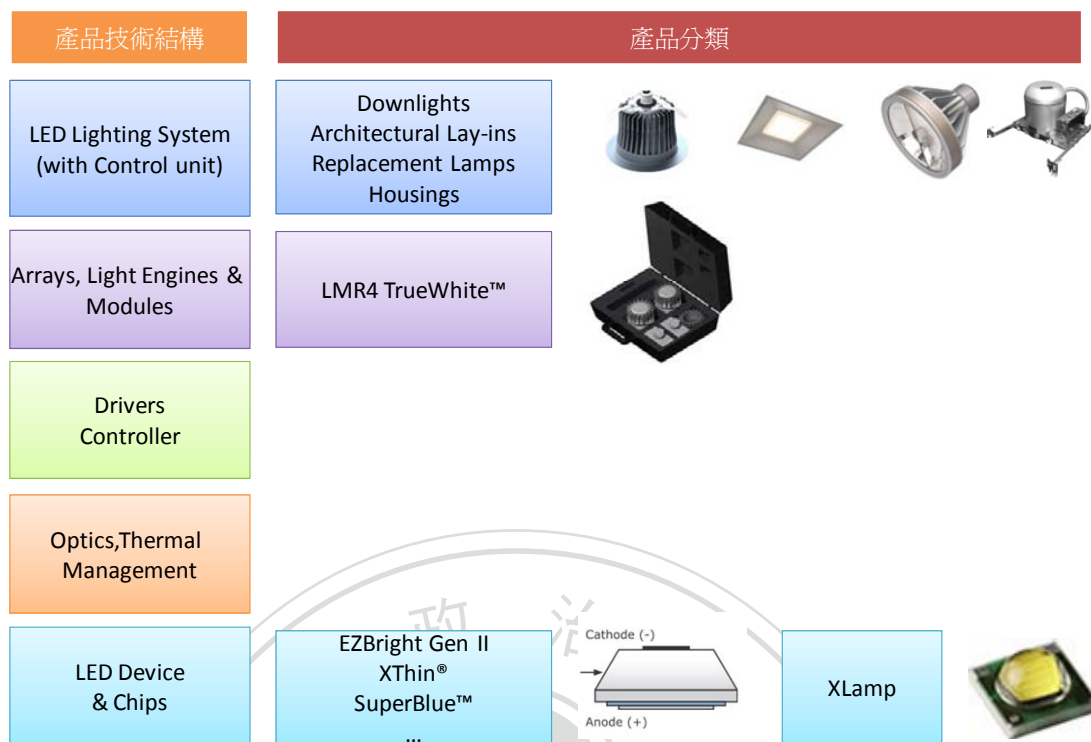 產品技術結構
產品分類
LED Lighting System
(with Control unit)
Downlights
Architectural Lay-ins
Replacement Lamps
Housings
Arrays, Light Engines &
Modules
LMR4 TrueWhite™
Drivers
Controller
Optics,Thermal
Management
政 治
LED Device
& Chips
EZBright Gen II
XThin®
SuperBlue™
...
Cathode (-)
Anode (+)
XLamp